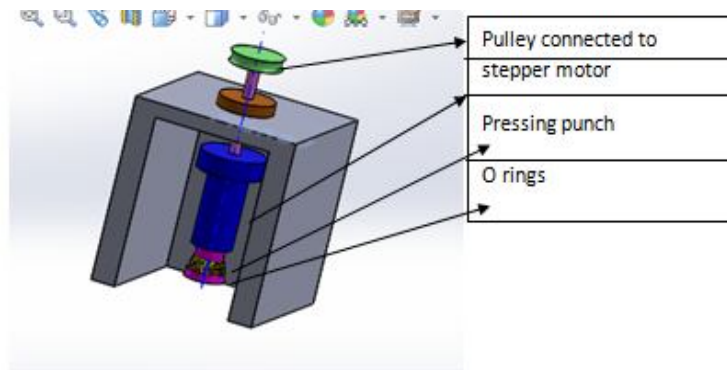 Pulley connected to
stepper motor
Pressing punch
O rings